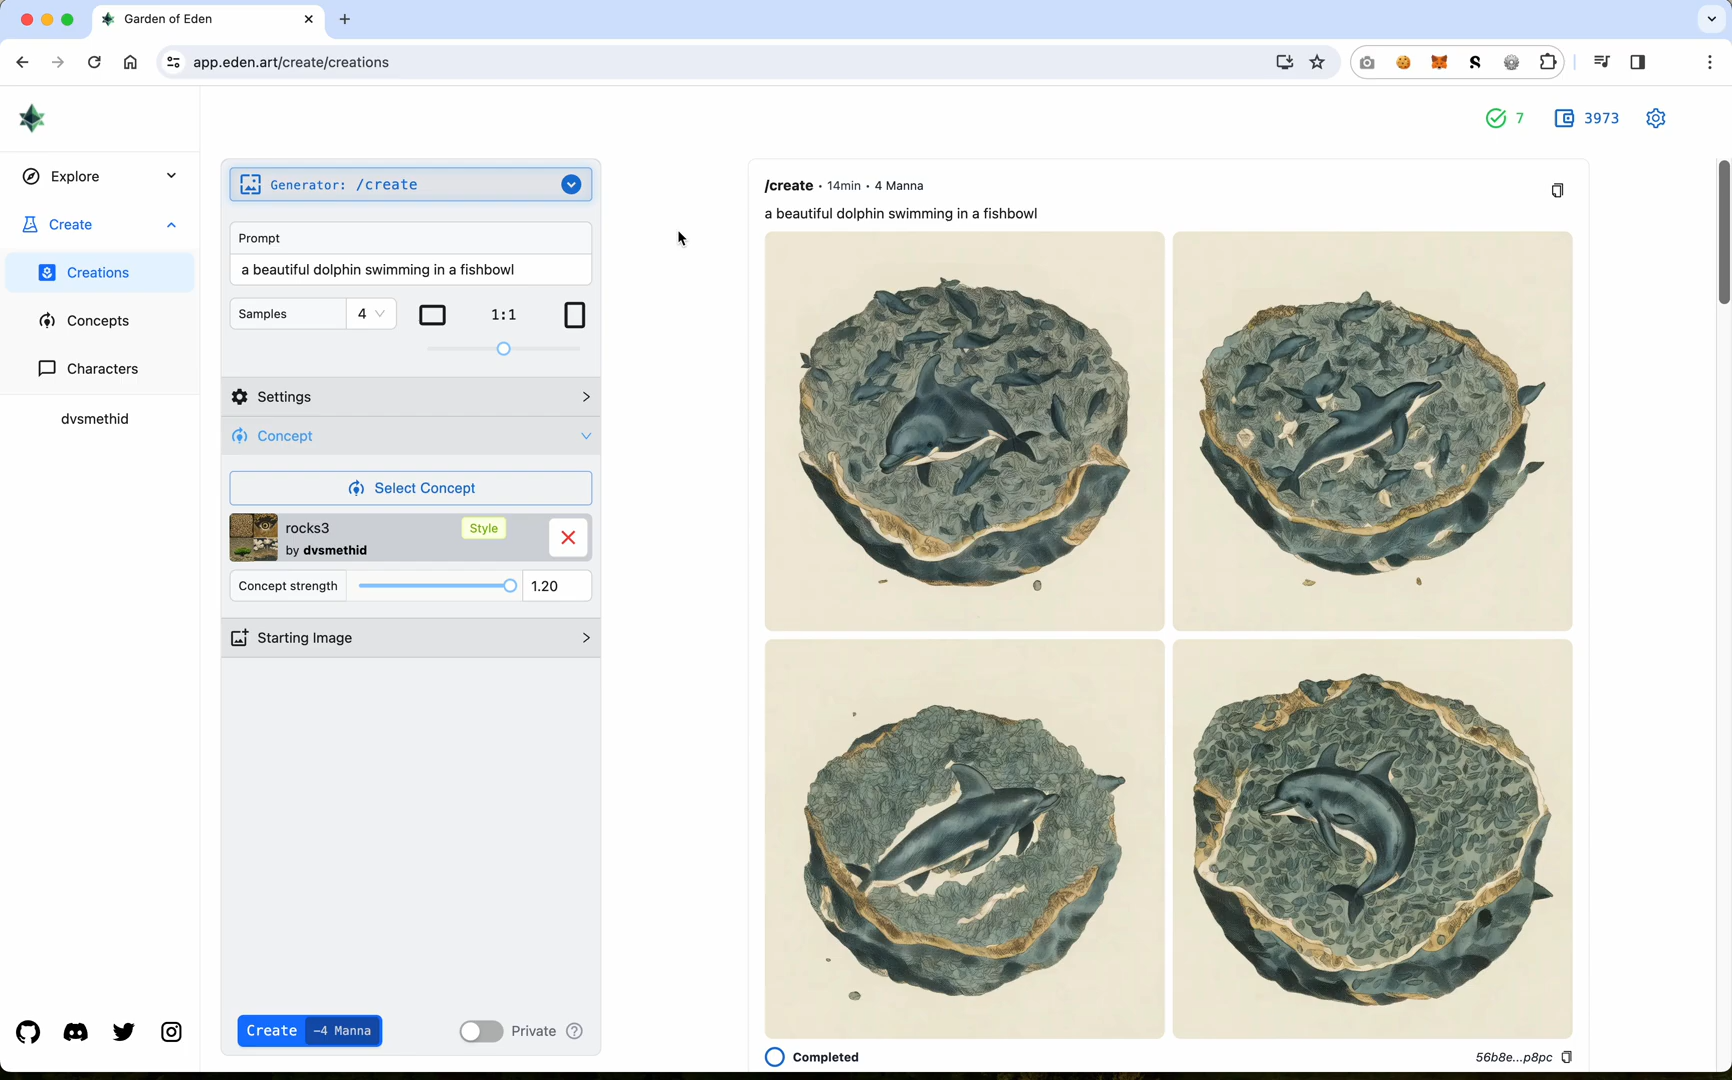 Garden of Eden
app.eden.art/create/creations
7
3973
Explore
Create
Creations
Concepts
Characters
dvsmethid
Generator: /create
Prompt
a beautiful dolphin swimming in a fishbowl
Samples
4
1:1
Settings
Concept
Select Concept
rocks3
Style
by dvsmethid
Concept strength
1.20
Starting Image
Create
-4 Manna
Private
/create · 14min · 4 Manna
a beautiful dolphin swimming in a fishbowl
Completed
56b8e...p8pc